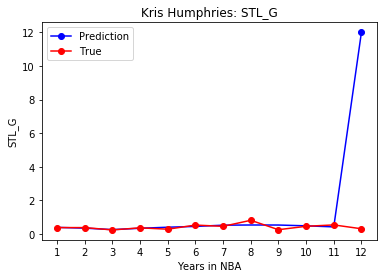 Kris Humphries: STL_G
Prediction
True
12
10
8
6
4
2
0
STL_G
1 2 3 4 5 6 7 8 9 10 11 12
Years in NBA